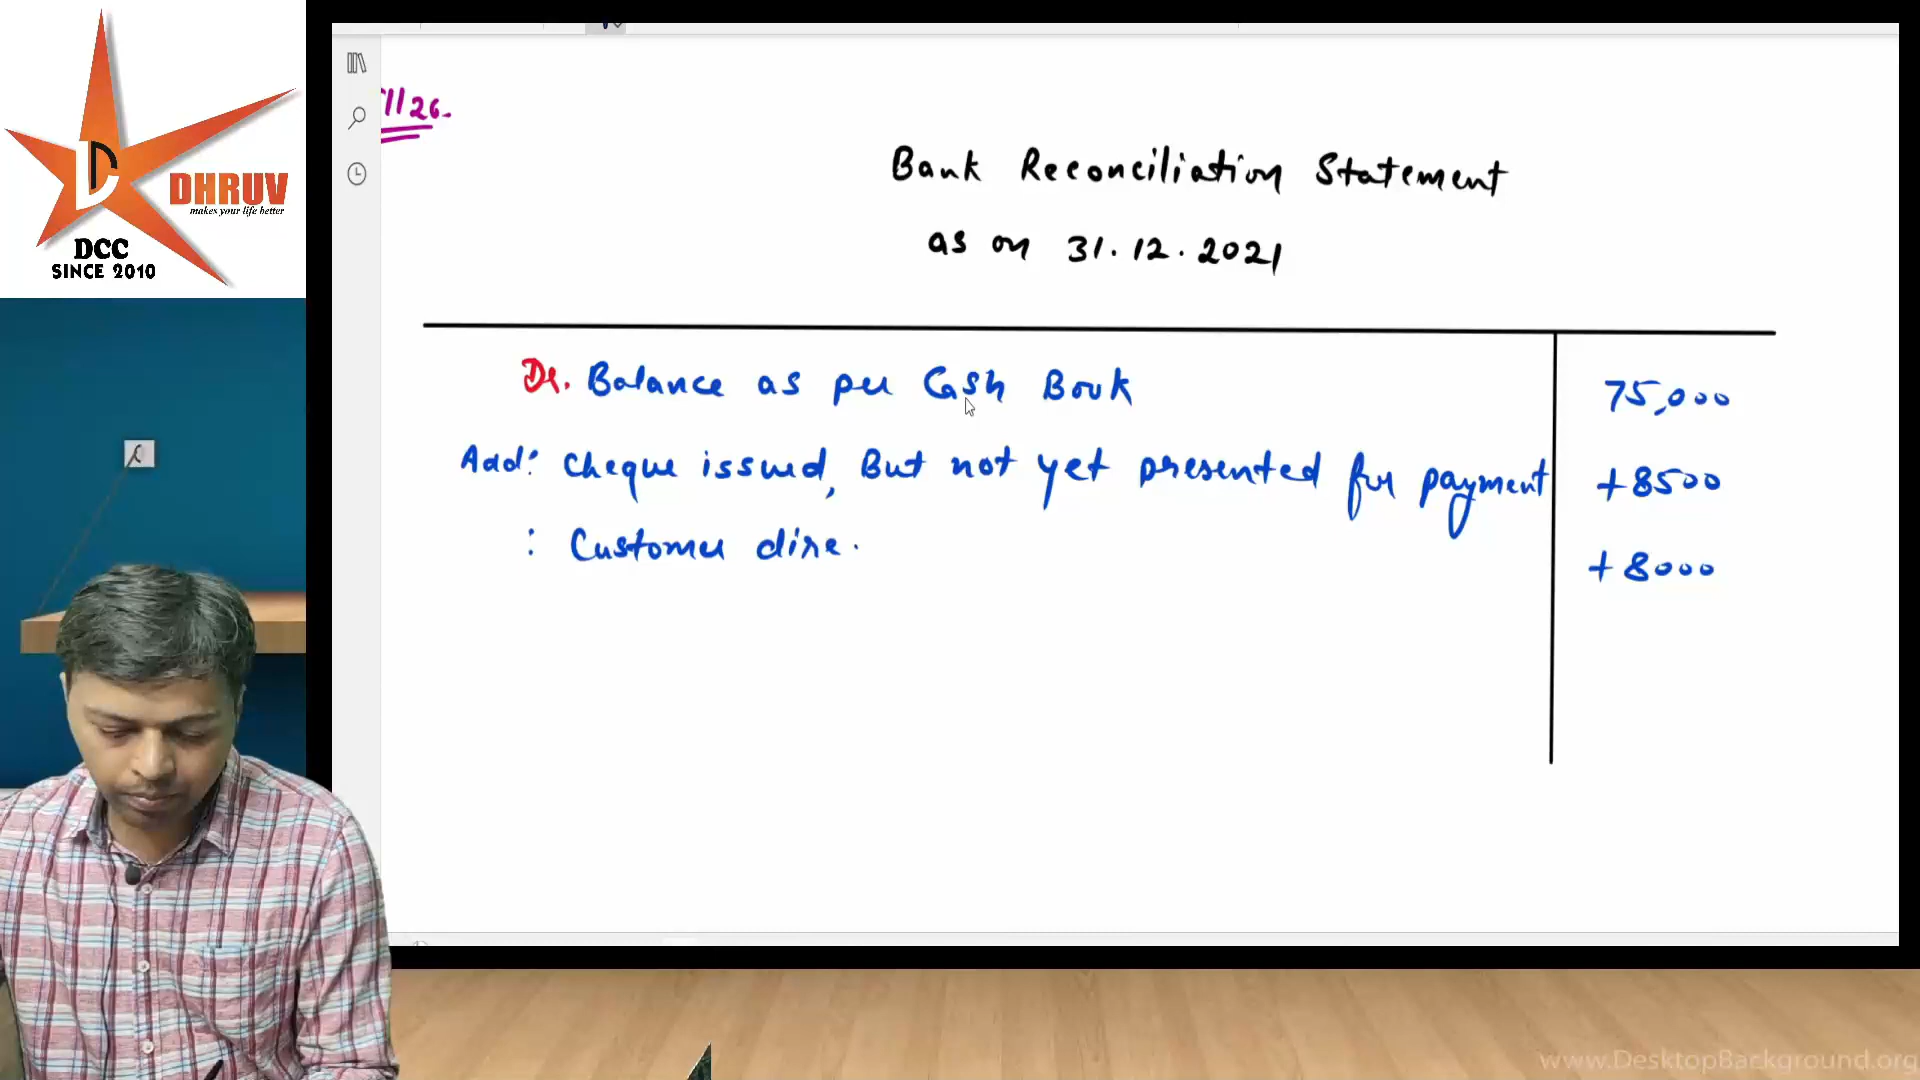 DHRUV
makes your life better
DCC
SINCE 2010
1126.
Bank Reconciliation Statement
as on 31.12.2021
Dr. Balance as per Cash Book 75,000
Add: Cheque issued, But not yet presented for payment +8500
: Customer dire. +8000
www.DesktopBackground.org